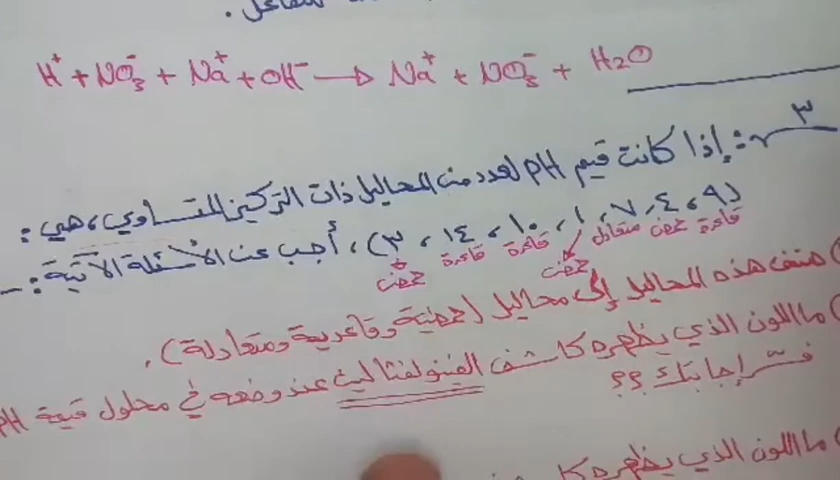 التفاعل .
H⁺ + NO₃⁻ + Na⁺ + OH⁻ → Na⁺ + NO₃⁻ + H₂O
س٣: إذا كانت قيم pH لعدد من المحاليل ذات التركيز المتساوي، هي:
(٩، ٤، ٧، ١، ١٠، ١٤، ٣)، أجب عن الأسئلة الآتية:-
قاعدة حمض متعادل حمض قاعدة قاعدة حمض
صنف هذه المحاليل إلى محاليل (حمضية وقاعدية ومتعادلة).
ما اللون الذي يظهره كاشف الفينولفثالين عند وضعه في محلول قيمة pH
فسّر إجابتك؟؟
ما اللون الذي يظهره